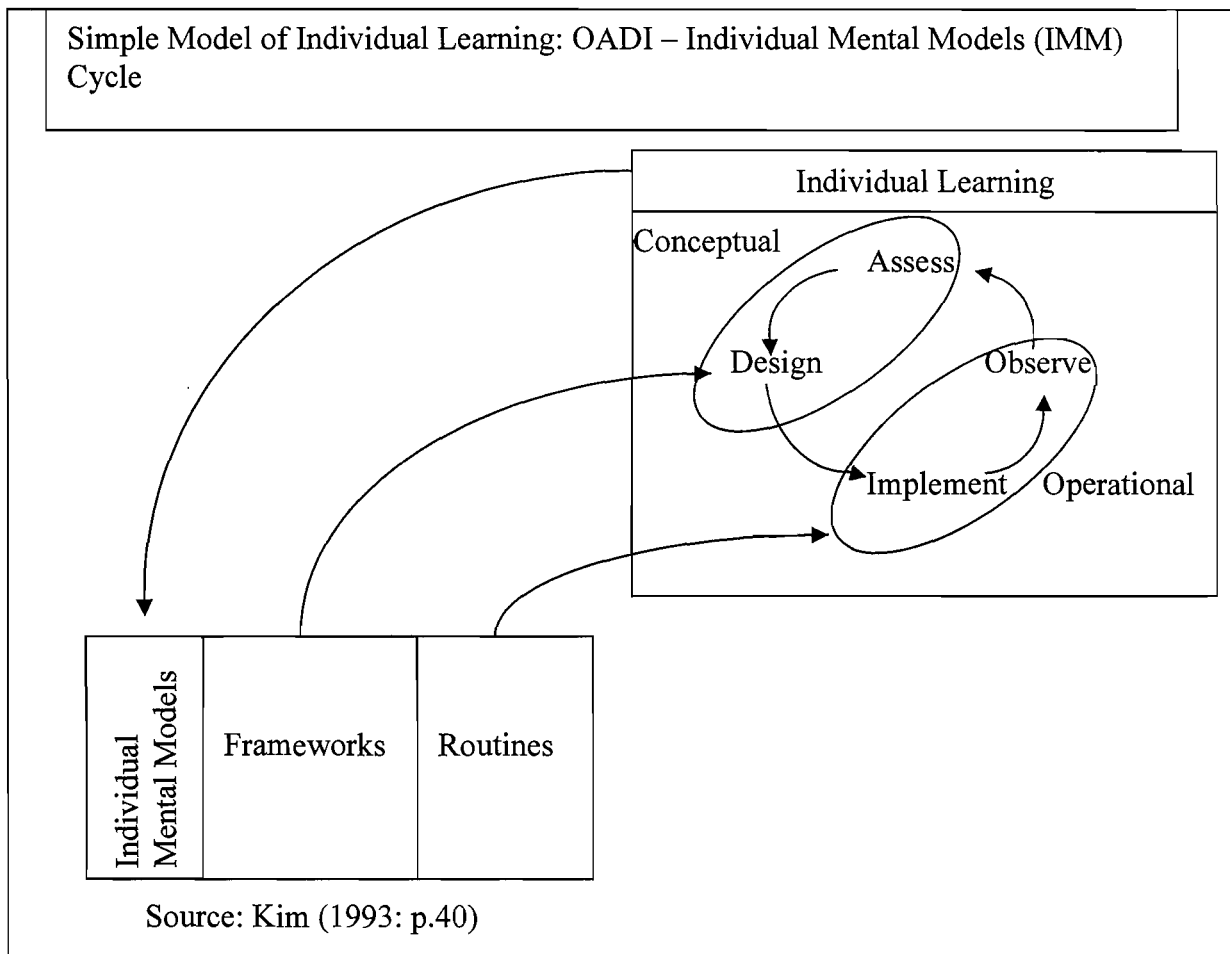 Simple Model of Individual Learning: OADI – Individual Mental Models (IMM)
Cycle
Individual Learning
Conceptual
Assess
Design
Observe
Implement
Operational
Individual
Mental Models
Frameworks
Routines
Source: Kim (1993: p.40)